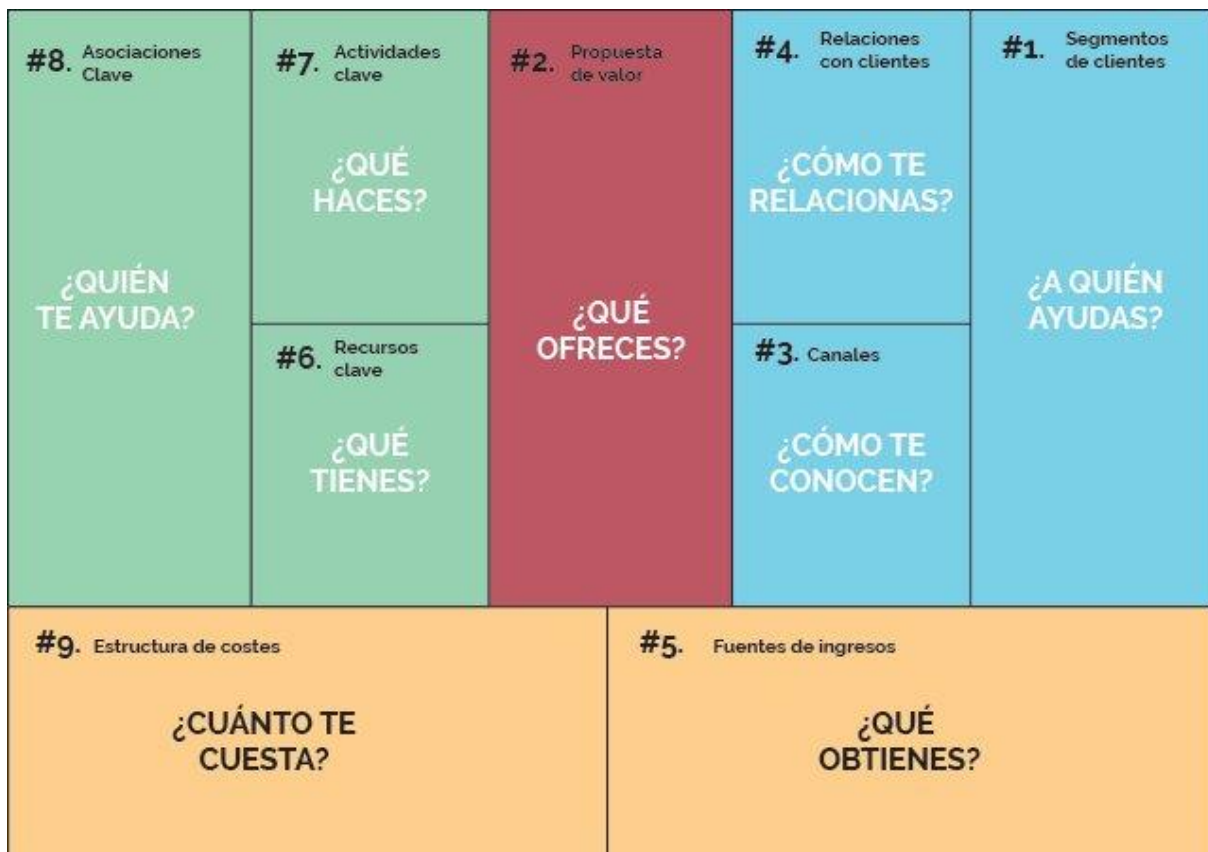 #8. Asociaciones
Clave
¿QUIÉN
TE AYUDA?
#7. Actividades
clave
¿QUÉ
HACES?
#6. Recursos
clave
¿QUÉ
TIENES?
#2. Propuesta
de valor
¿QUÉ
OFRECES?
#4. Relaciones
con clientes
¿CÓMO TE
RELACIONAS?
#3. Canales
¿CÓMO TE
CONOCEN?
#1. Segmentos
de clientes
¿A QUIÉN
AYUDAS?
#9. Estructura de costes
¿CUÁNTO TE
CUESTA?
#5. Fuentes de ingresos
¿QUÉ
OBTIENES?